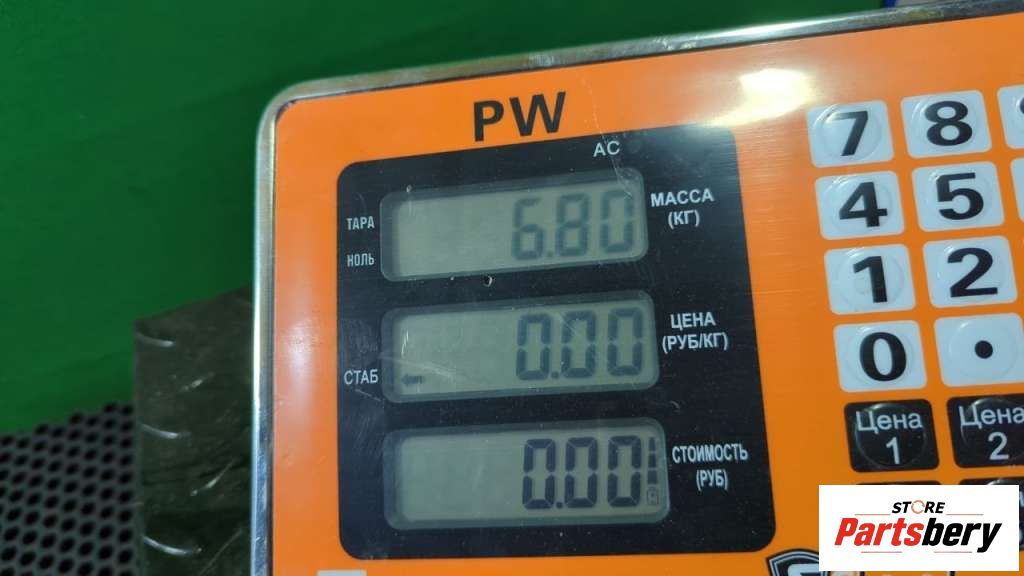 PW
AC
ТАРА
НОЛЬ
6.80
МАССА
(КГ)
СТАБ
0.00
ЦЕНА
(РУБ/КГ)
0.00
СТОИМОСТЬ
(РУБ)
7 8
4 5
1 2
0 .
Цена 1
Цена 2
STORE
Partsbery